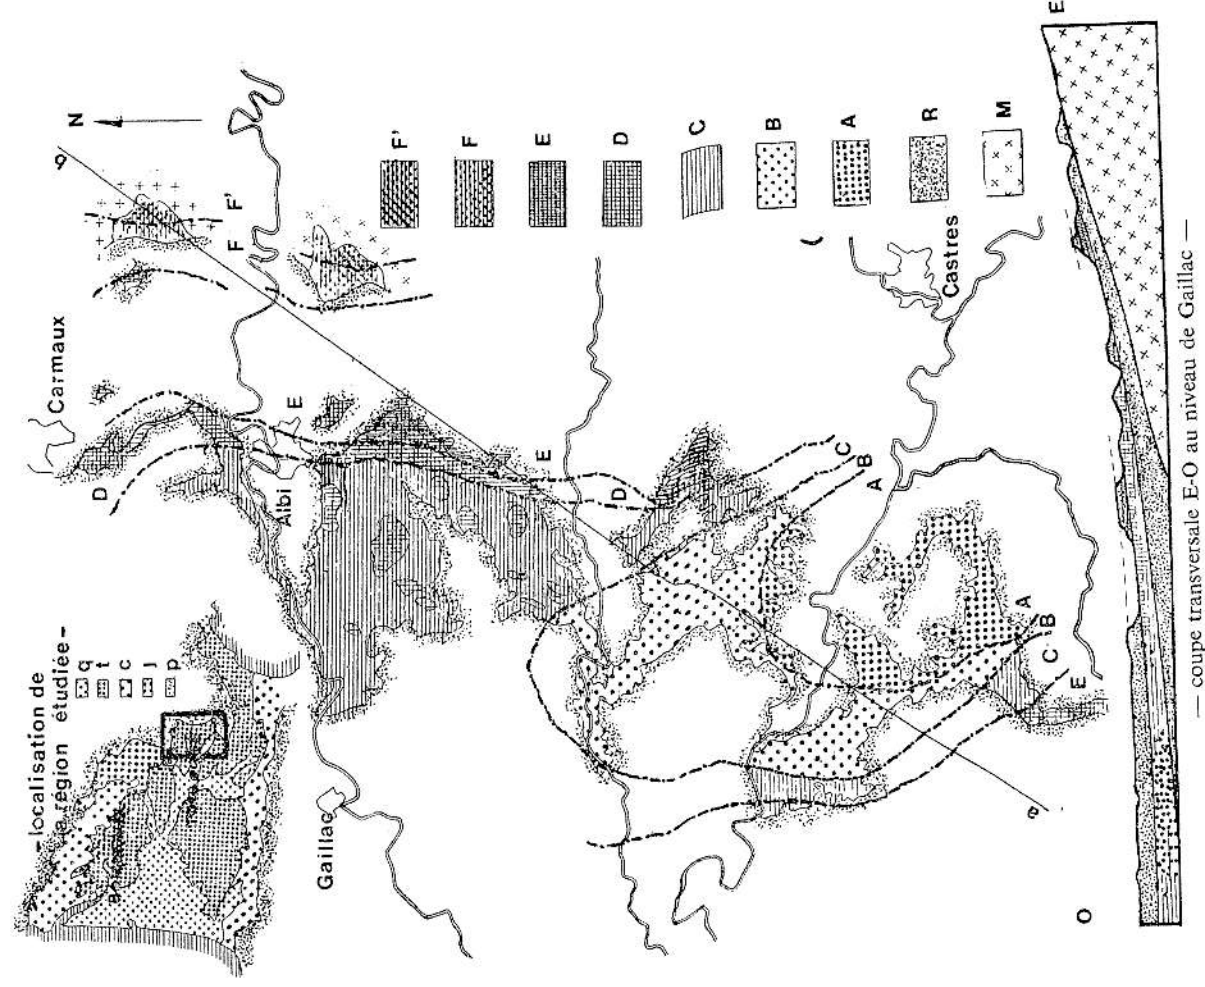 -localisation de
la région étudiée-
q
t
c
j
p
N
g
Carmaux
D
E
F
F'
Albi
Gaillac
D
E
C
B
A
Castres
A
B
C
E
e
F'
F
E
D
C
B
A
R
M
O
E
— coupe transversale E-O au niveau de Gaillac —